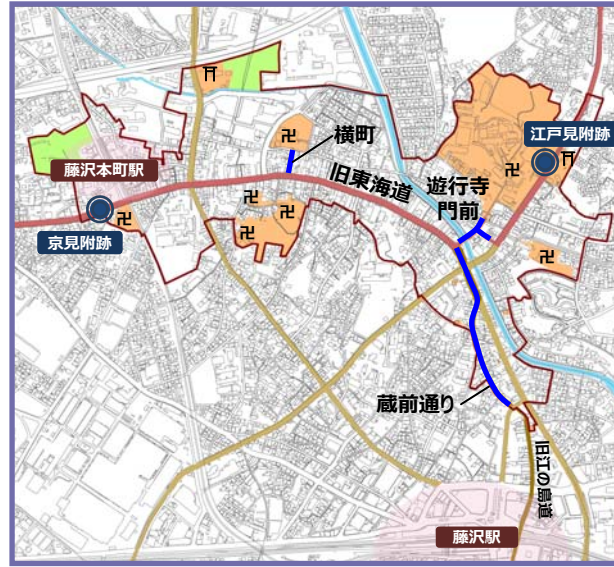 横町
江戸見附跡
藤沢本町駅
旧東海道
遊行寺
門前
京見附跡
蔵前通り
旧江の島道
藤沢駅